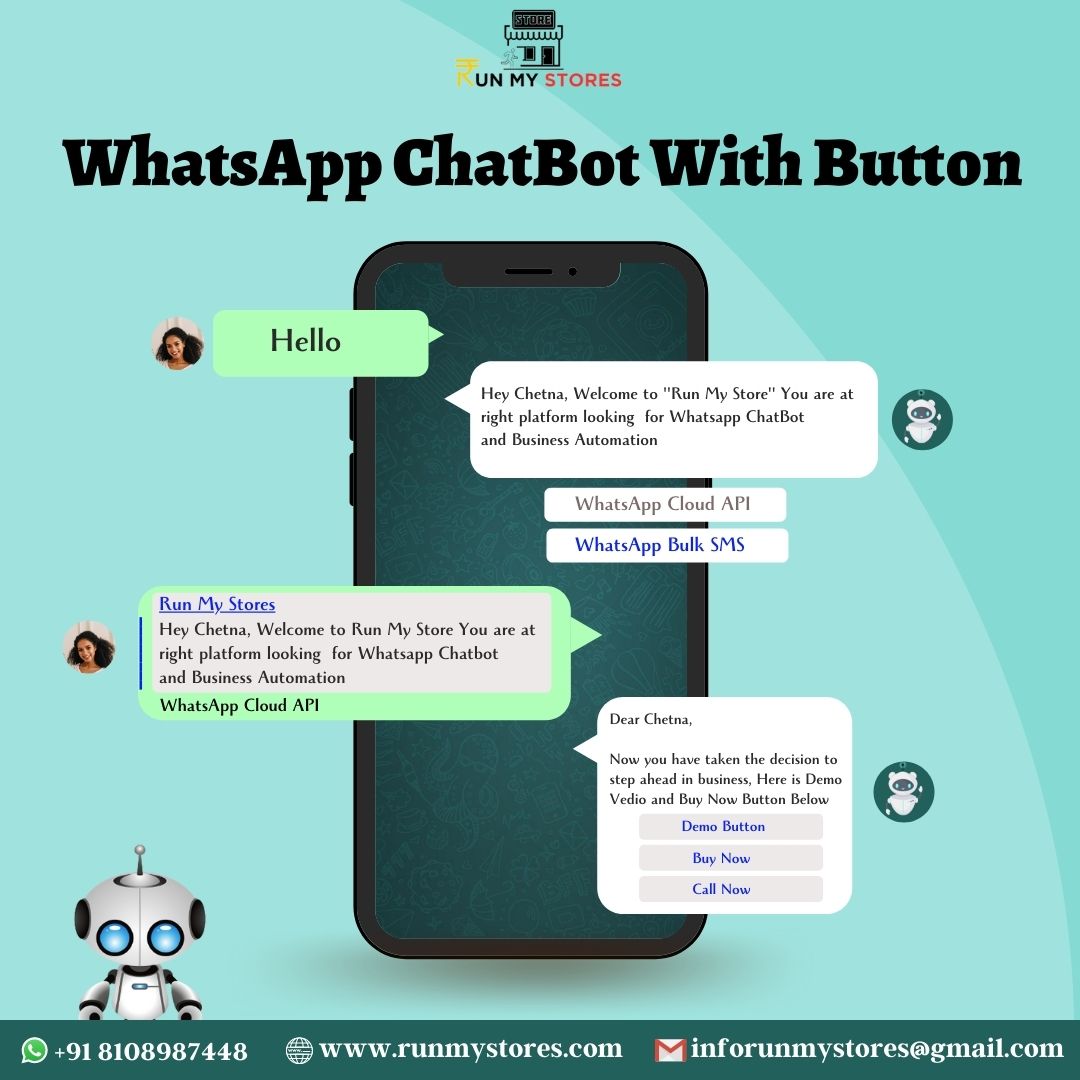 STORE
₹UN MY STORES
WhatsApp ChatBot With Button
Hello
Hey Chetna, Welcome to "Run My Store" You are at
right platform looking for Whatsapp ChatBot
and Business Automation
WhatsApp Cloud API
WhatsApp Bulk SMS
Run My Stores
Hey Chetna, Welcome to Run My Store You are at
right platform looking for Whatsapp Chatbot
and Business Automation
WhatsApp Cloud API
Dear Chetna,
Now you have taken the decision to
step ahead in business, Here is Demo
Vedio and Buy Now Button Below
Demo Button
Buy Now
Call Now
+91 8108987448
www.runmystores.com
inforunmystores@gmail.com